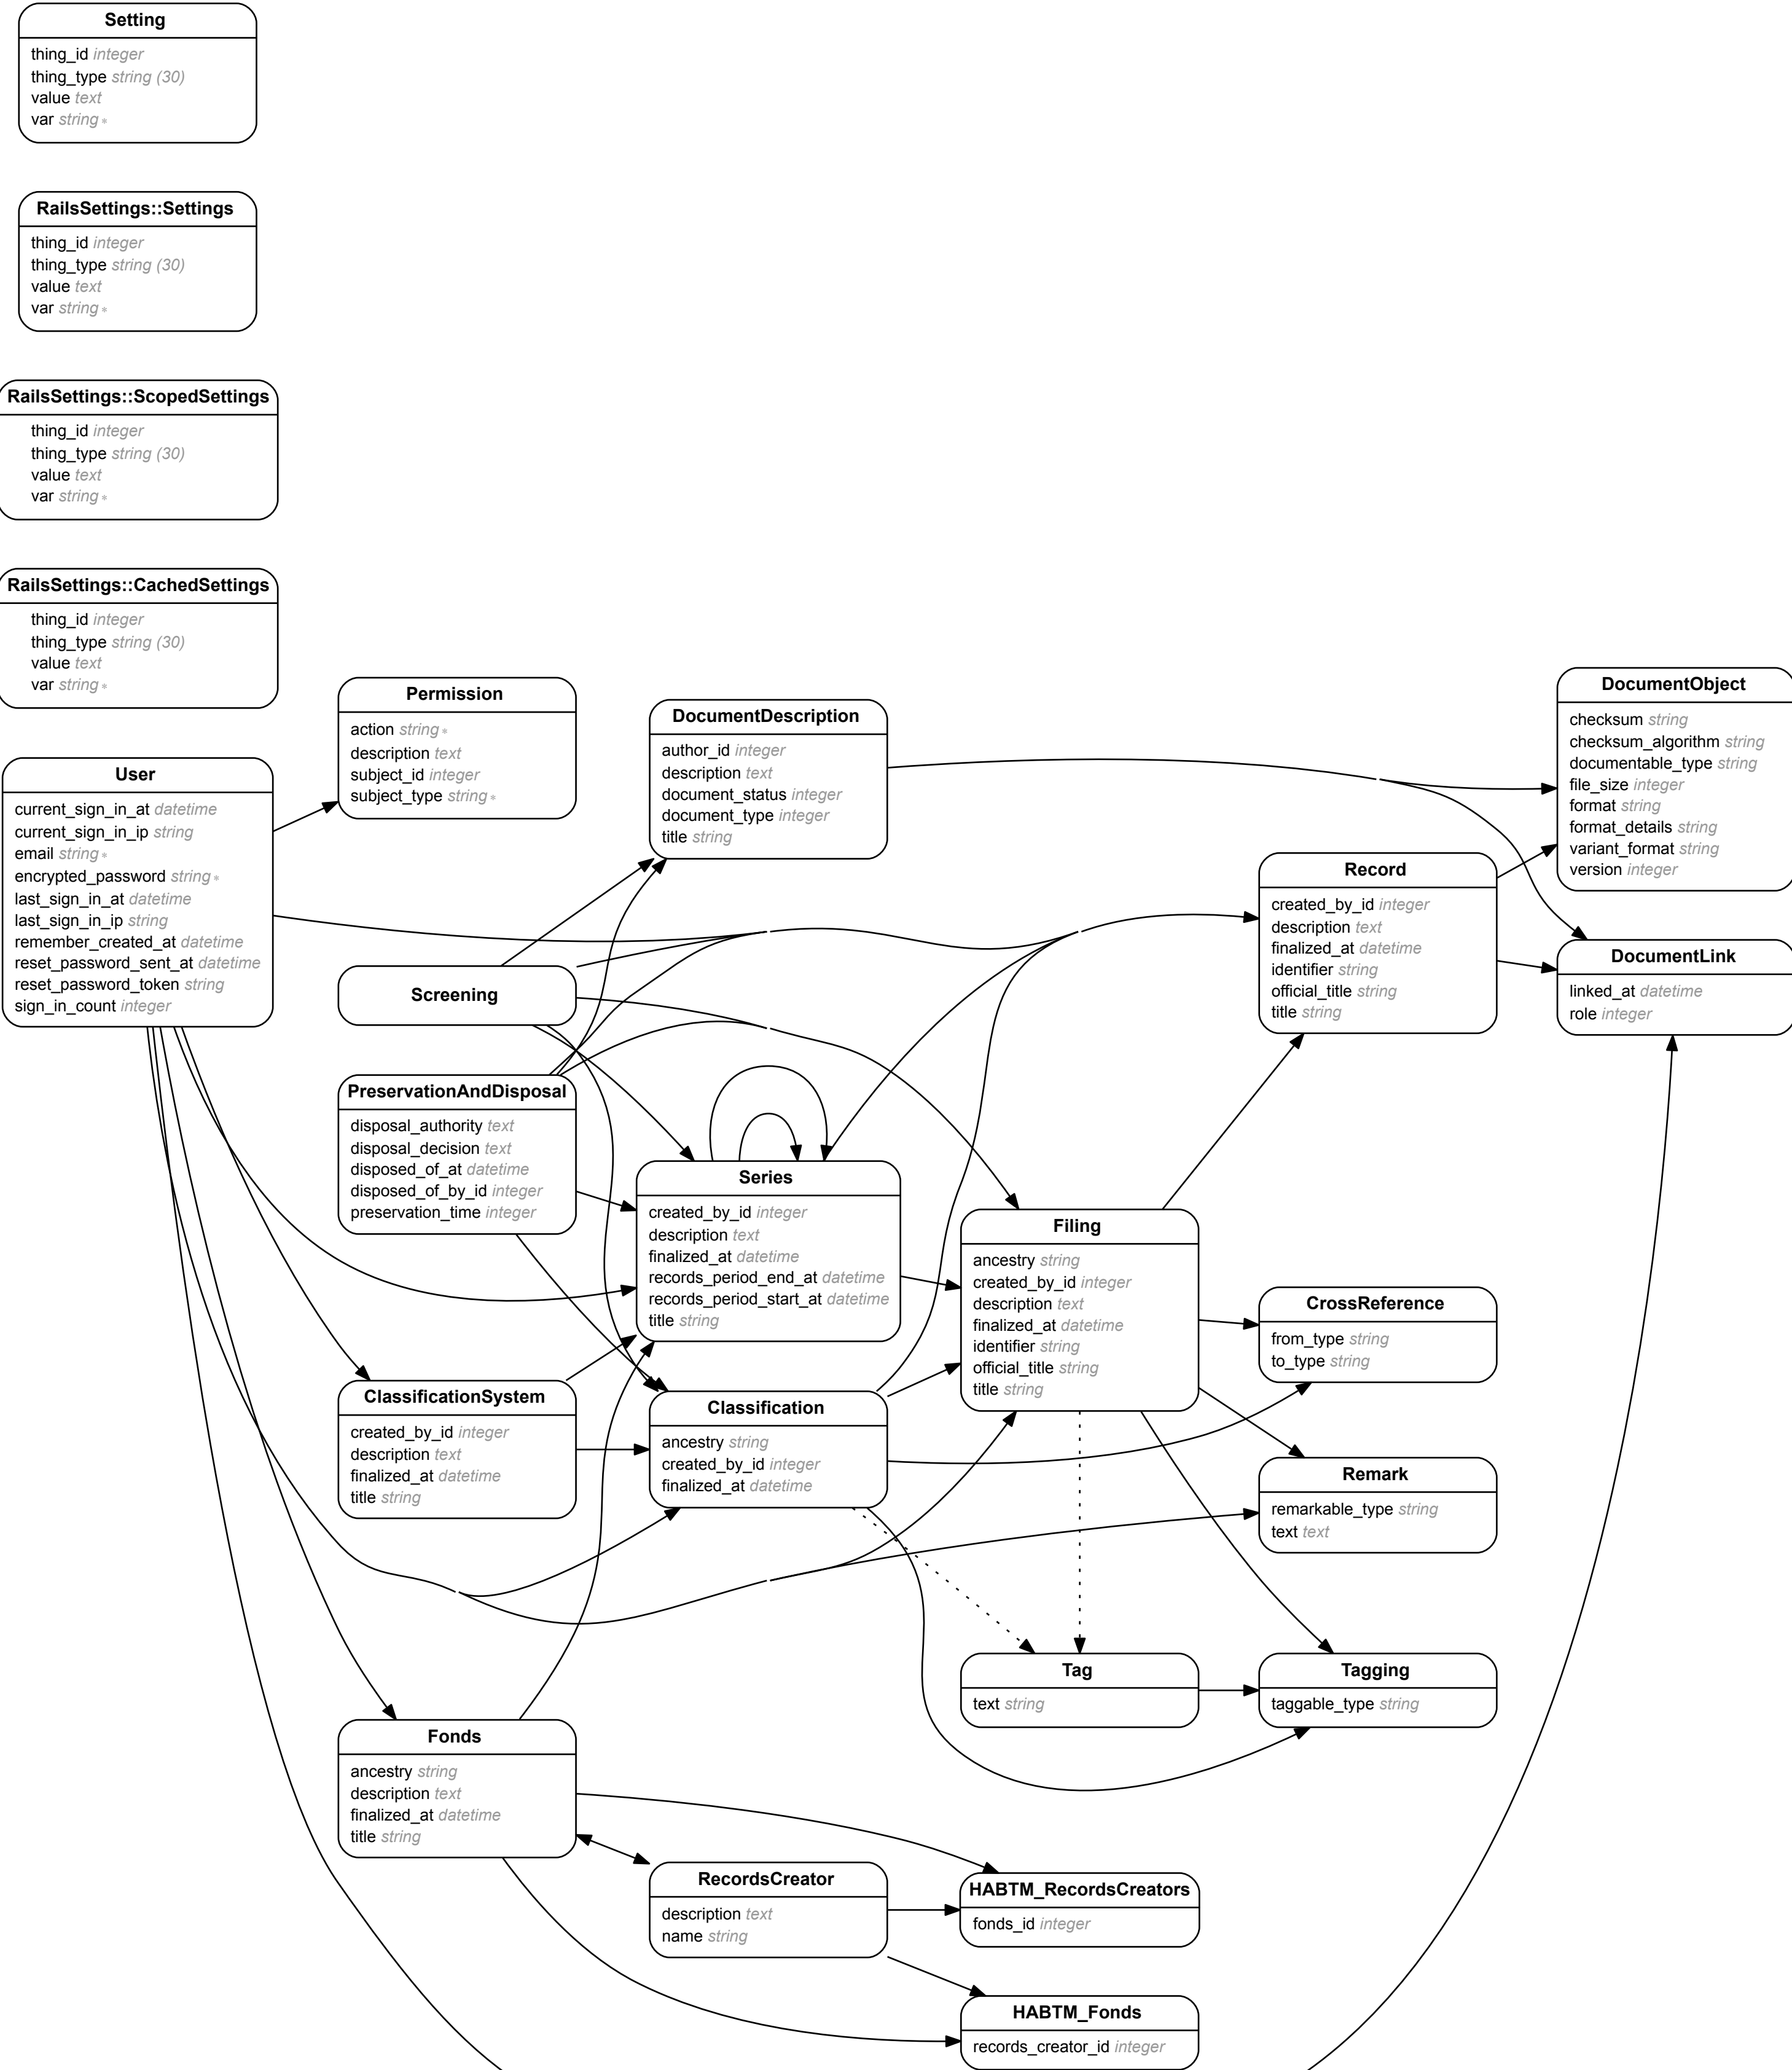 Setting
thing_id integer
thing_type string (30)
value text
var string *
RailsSettings::Settings
thing_id integer
thing_type string (30)
value text
var string *
RailsSettings::ScopedSettings
thing_id integer
thing_type string (30)
value text
var string *
RailsSettings::CachedSettings
thing_id integer
thing_type string (30)
value text
var string *
User
current_sign_in_at datetime
current_sign_in_ip string
email string *
encrypted_password string *
last_sign_in_at datetime
last_sign_in_ip string
remember_created_at datetime
reset_password_sent_at datetime
reset_password_token string
sign_in_count integer
Permission
action string *
description text
subject_id integer
subject_type string *
Screening
PreservationAndDisposal
disposal_authority text
disposal_decision text
disposed_of_at datetime
disposed_of_by_id integer
preservation_time integer
ClassificationSystem
created_by_id integer
description text
finalized_at datetime
title string
Fonds
ancestry string
description text
finalized_at datetime
title string
DocumentDescription
author_id integer
description text
document_status integer
document_type integer
title string
Series
created_by_id integer
description text
finalized_at datetime
records_period_end_at datetime
records_period_start_at datetime
title string
Classification
ancestry string
created_by_id integer
finalized_at datetime
RecordsCreator
description text
name string
Filing
ancestry string
created_by_id integer
description text
finalized_at datetime
identifier string
official_title string
title string
Tag
text string
HABTM_RecordsCreators
fonds_id integer
HABTM_Fonds
records_creator_id integer
Record
created_by_id integer
description text
finalized_at datetime
identifier string
official_title string
title string
CrossReference
from_type string
to_type string
Remark
remarkable_type string
text text
Tagging
taggable_type string
DocumentObject
checksum string
checksum_algorithm string
documentable_type string
file_size integer
format string
format_details string
variant_format string
version integer
DocumentLink
linked_at datetime
role integer